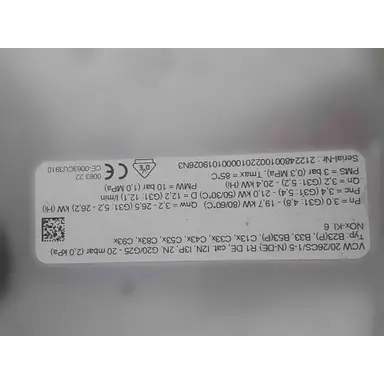 VCW 20/26CS/1-5 (N-DE) R1 DE, cat. I2N, I3P, 2N, G20/G25 - 20 mbar (2,0 kPa)
Typ: B23(P), B33, B53(P), C13x, C33x, C43x, C53x, C83x, C93x
NOx-Kl. 6
Pn = 3.0 (G31: 4,8) - 19,7 kW (80/60°C)
Pnc = 3,4 (G31: 5,4) - 21,0 kW (50/30°C)
Qn = 3,2 (G31: 5,2) - 20,4 kW (Hi)
Qnw = 3,2 - 26,5 (G31: 5,2 - 26,2) kW (Hi)
D = 12,2 (G31: 12,1) l/min
PMS = 3 bar (0,3 MPa), Tmax = 85°C
PMW = 10 bar (1,0 MPa)
Serial-Nr.: 21224800100220100001019026N3
0063 22
CE-0063CU3910